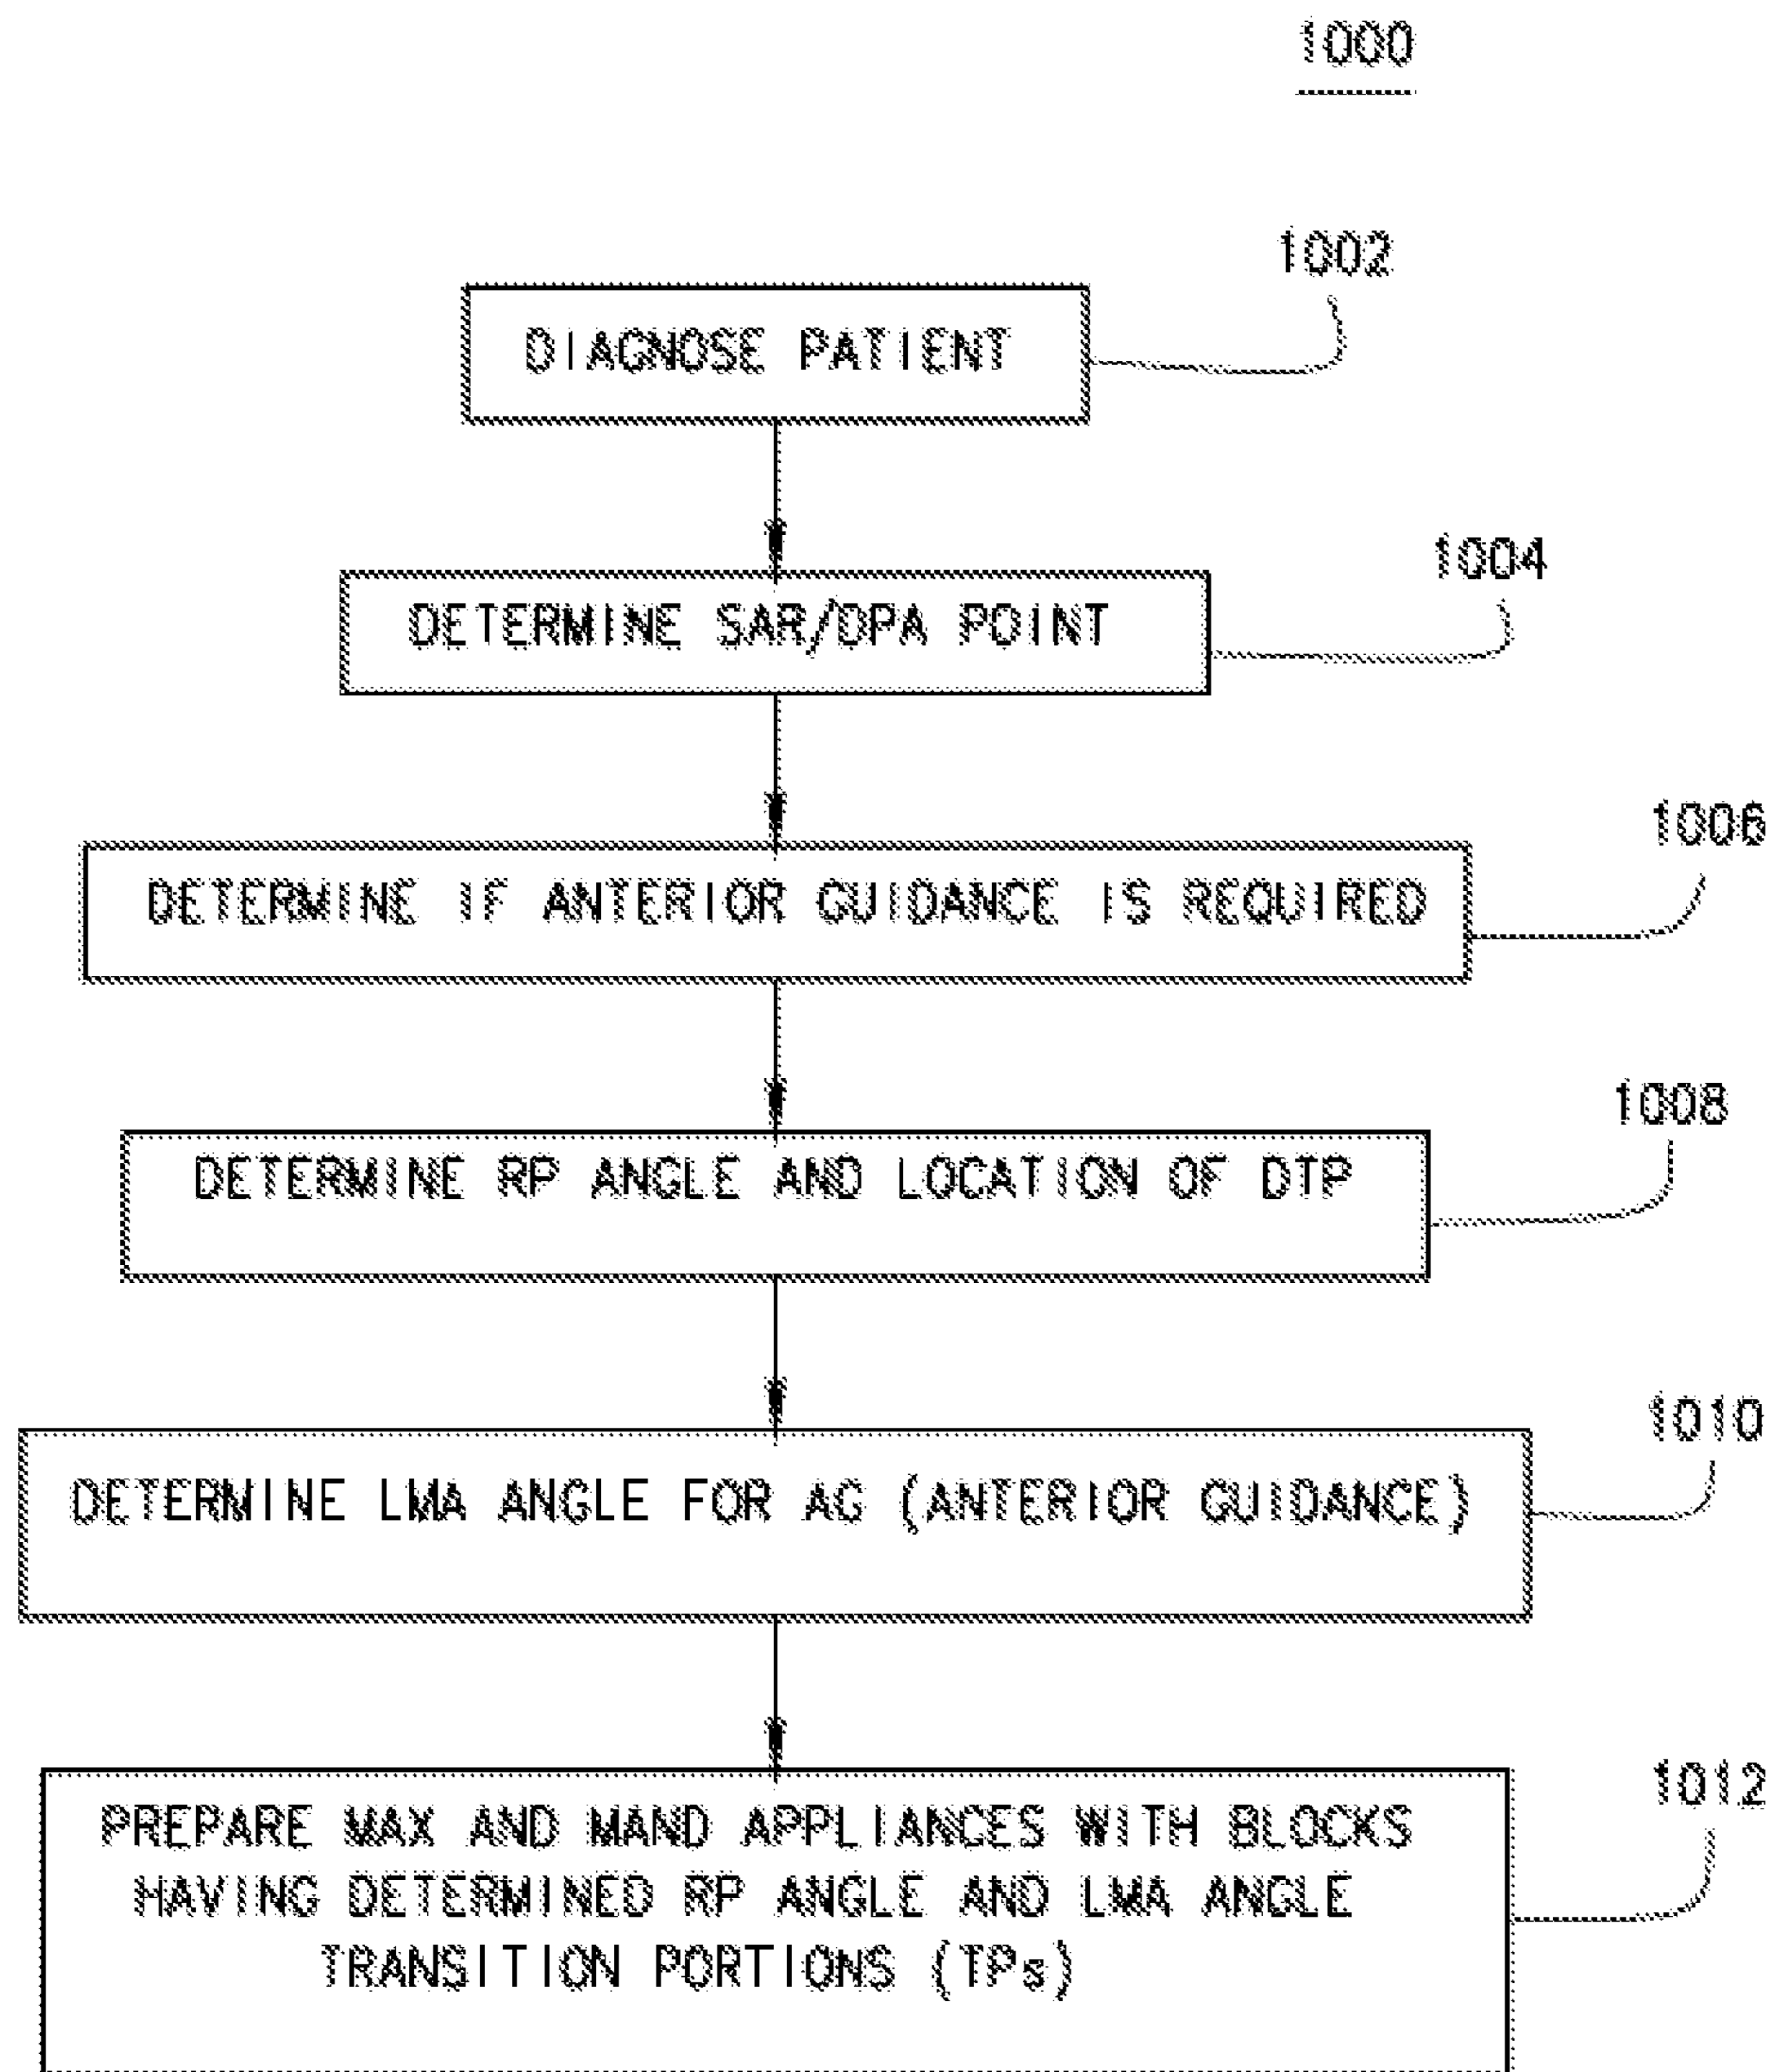 1000
1002
DIAGNOSE PATIENT
1004
DETERMINE SAR/DPA POINT
1006
DETERMINE IF ANTERIOR GUIDANCE IS REQUIRED
1008
DETERMINE RP ANGLE AND LOCATION OF DTP
1010
DETERMINE LMA ANGLE FOR AG (ANTERIOR GUIDANCE)
1012
PREPARE MAX AND MAND APPLIANCES WITH BLOCKS
HAVING DETERMINED RP ANGLE AND LMA ANGLE
TRANSITION PORTIONS (TPs)